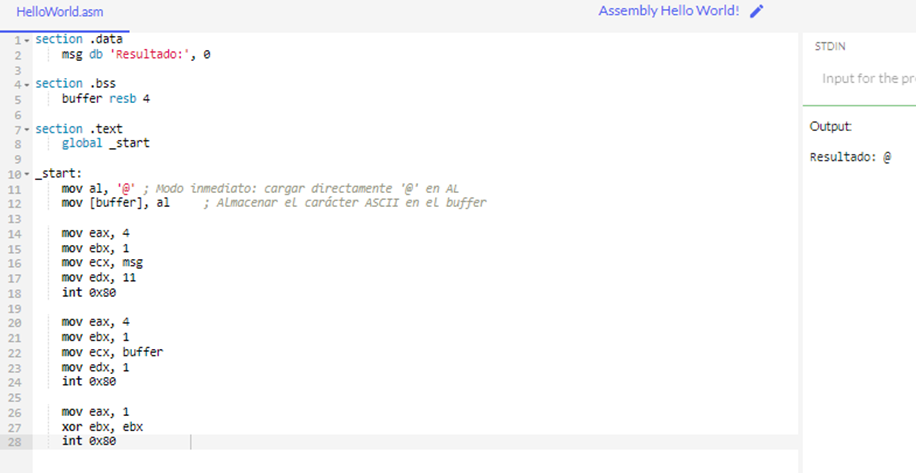 HelloWorld.asm
Assembly Hello World!
1 section .data
2 msg db 'Resultado:', 0
3
4 section .bss
5 buffer resb 4
6
7 section .text
8 global _start
9
10 _start:
11 mov al, '@' ; Modo inmediato: cargar directamente '@' en AL
12 mov [buffer], al ; Almacenar el carácter ASCII en el buffer
13
14 mov eax, 4
15 mov ebx, 1
16 mov ecx, msg
17 mov edx, 11
18 int 0x80
19
20 mov eax, 4
21 mov ebx, 1
22 mov ecx, buffer
23 mov edx, 1
24 int 0x80
25
26 mov eax, 1
27 xor ebx, ebx
28 int 0x80
STDIN
Input for the pr
Output:
Resultado: @